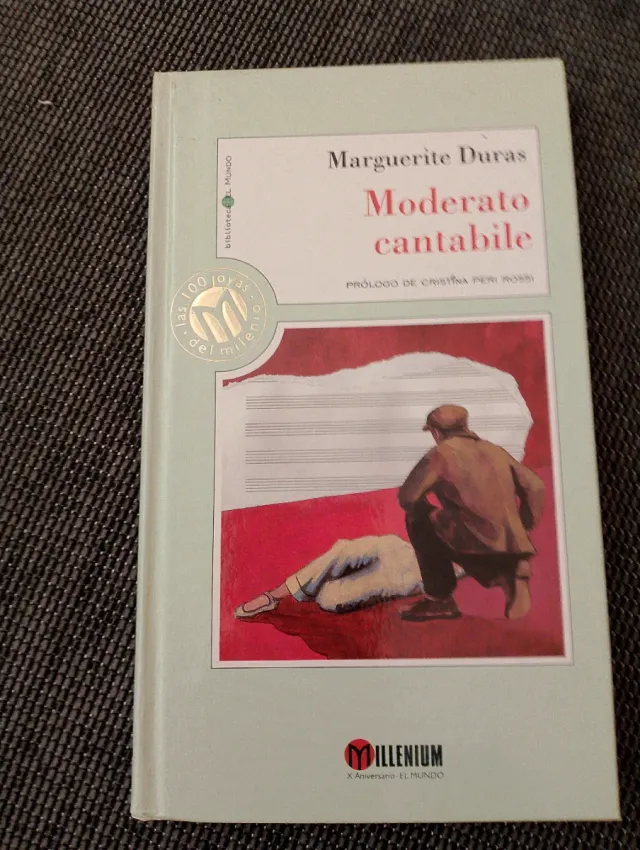 Marguerite Duras
Moderato
cantabile
PRÓLOGO DE CRISTINA PERI ROSSI
biblioteca EL MUNDO
· las 100 joyas ·
del milenio
MILLENIUM
X Aniversario EL MUNDO